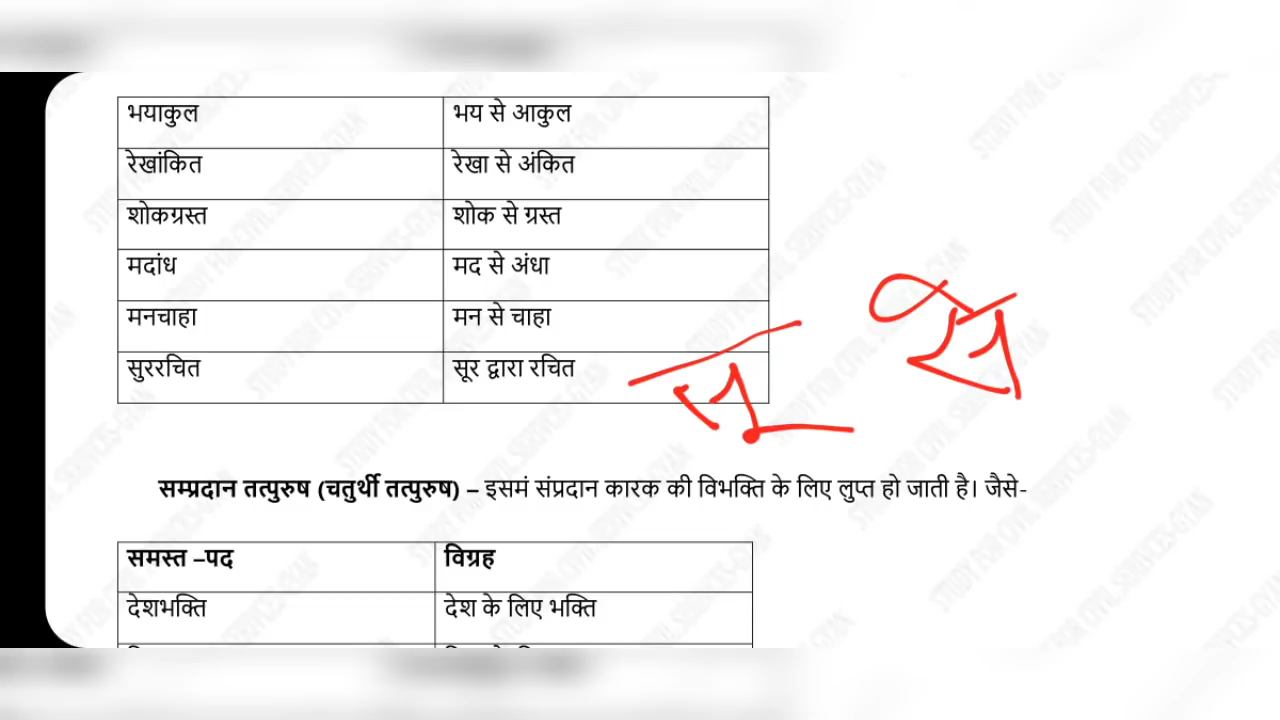 भयाकुल भय से आकुल
रेखांकित रेखा से अंकित
शोकग्रस्त शोक से ग्रस्त
मदांध मद से अंधा
मनचाहा मन से चाहा
सुररचित सूर द्वारा रचित
सम्प्रदान तत्पुरुष (चतुर्थी तत्पुरुष) – इसमं संप्रदान कारक की विभक्ति के लिए लुप्त हो जाती है। जैसे-
समस्त –पद विग्रह
देशभक्ति देश के लिए भक्ति